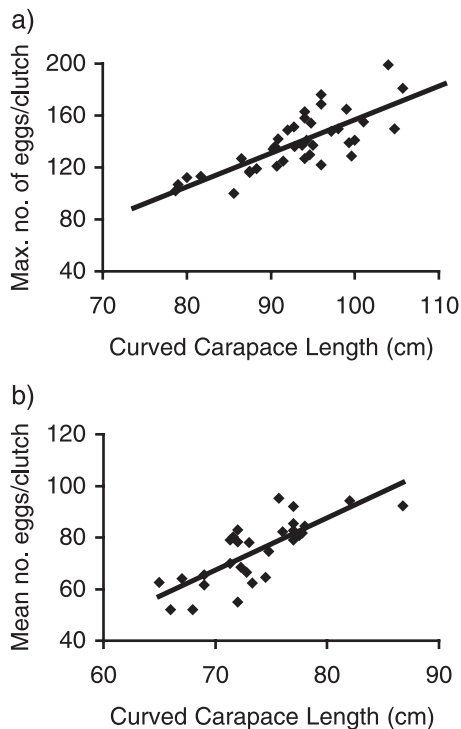 a)
Max. no. of eggs/clutch
200
160
120
80
40
70 80 90 100 110
Curved Carapace Length (cm)
b)
Mean no. eggs/clutch
120
100
80
60
40
60 70 80 90
Curved Carapace Length (cm)